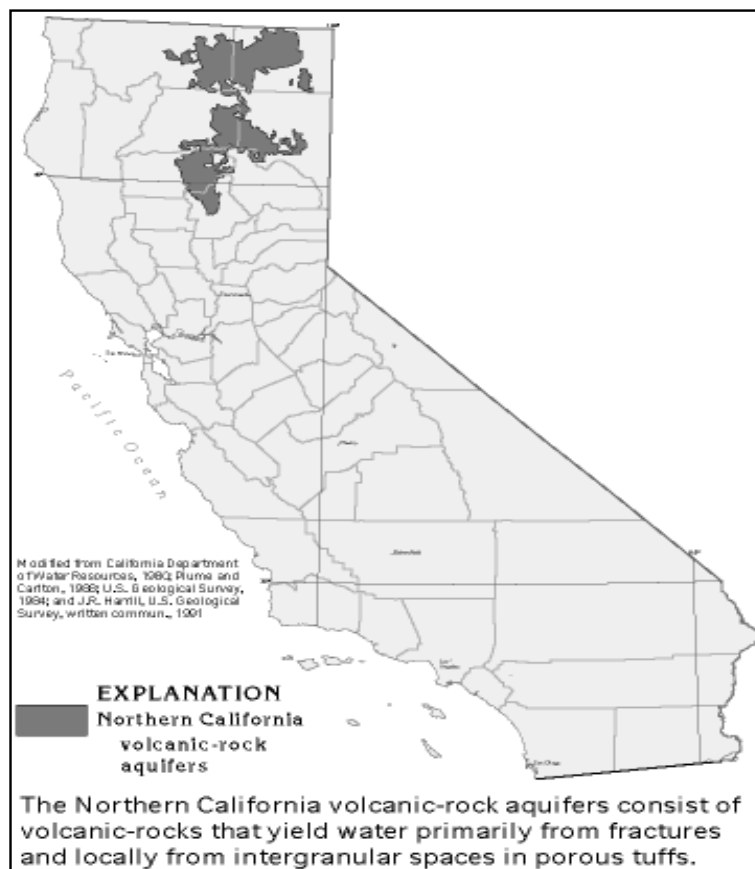 Pacific Ocean
Modified from California Department
of Water Resources, 1980; Plume and
Carlton, 1988; U.S. Geological Survey,
1984; and J.R. Harrill, U.S. Geological
Survey, written commun., 1991
EXPLANATION
Northern California
volcanic-rock
aquifers
The Northern California volcanic-rock aquifers consist of
volcanic-rocks that yield water primarily from fractures
and locally from intergranular spaces in porous tuffs.